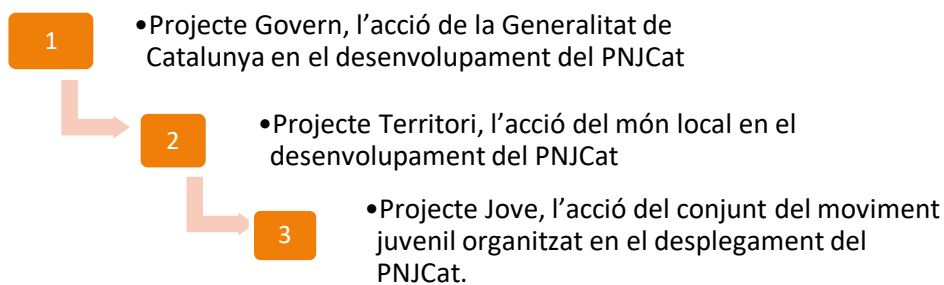 1
•Projecte Govern, l’acció de la Generalitat de
Catalunya en el desenvolupament del PNJCat
2
•Projecte Territori, l’acció del món local en el
desenvolupament del PNJCat
3
•Projecte Jove, l’acció del conjunt del moviment
juvenil organitzat en el desplegament del
PNJCat.